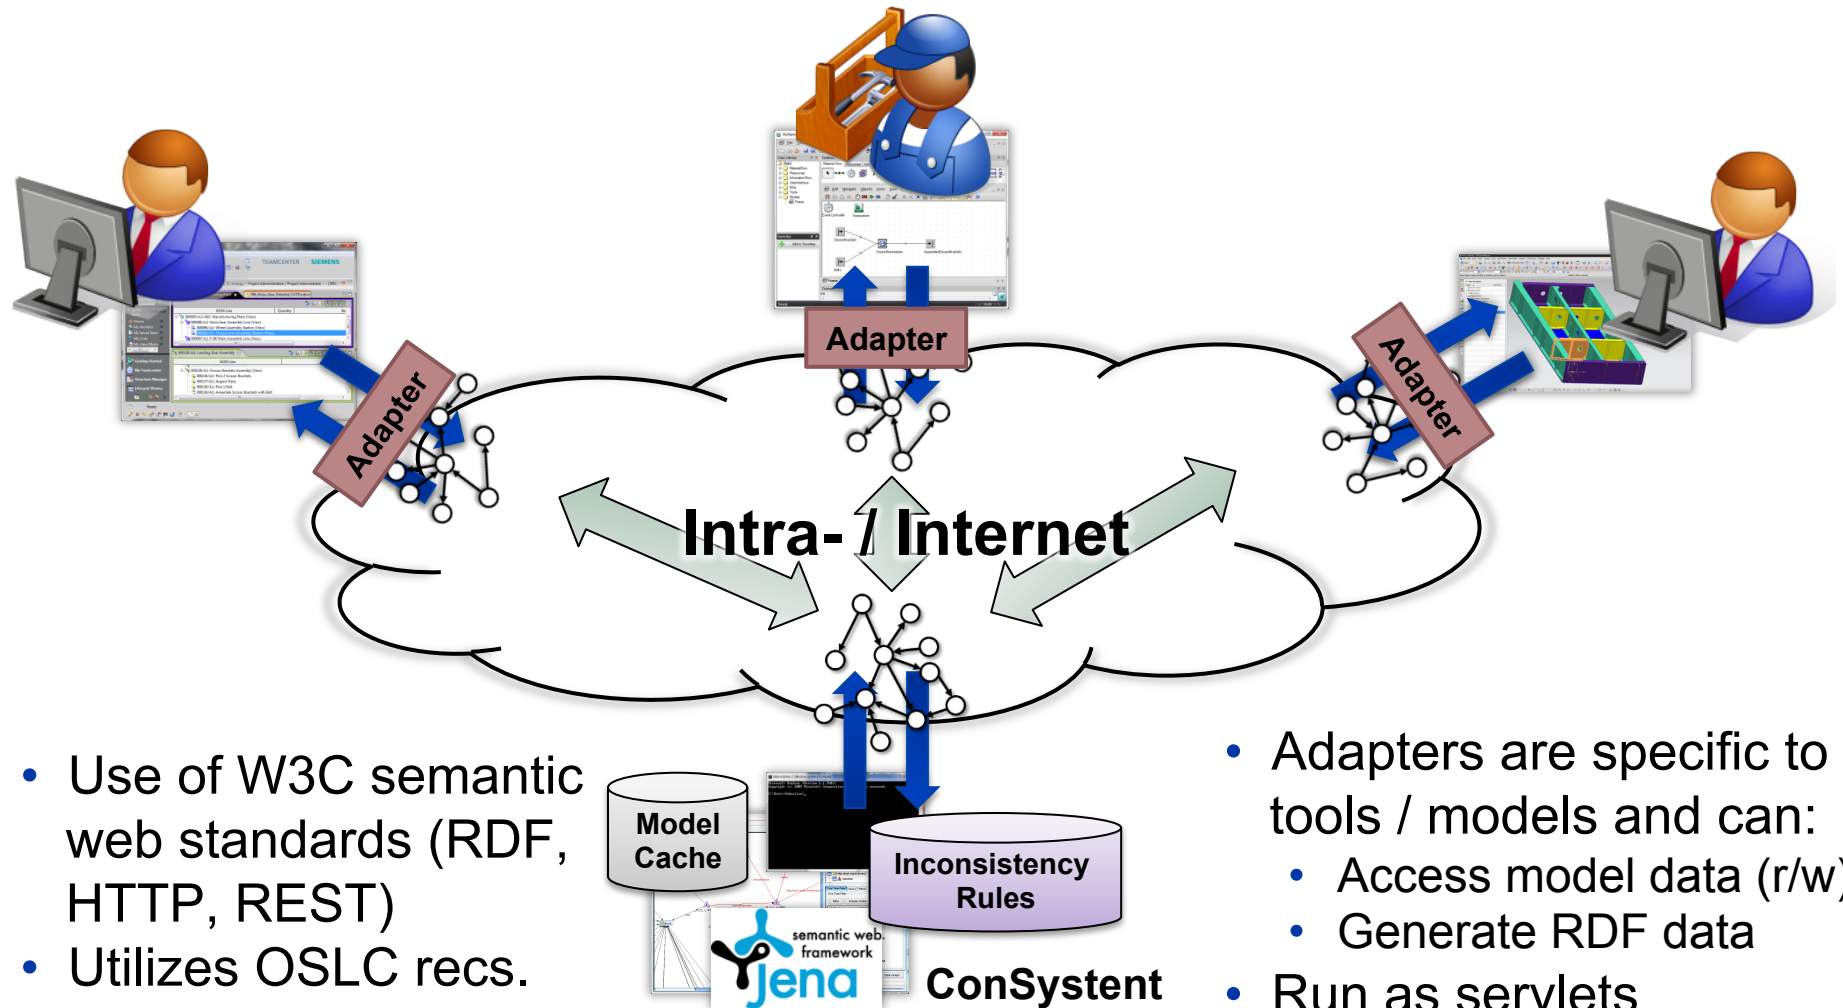 TEAMCENTER SIEMENS
Adapter
Adapter
Adapter
Intra- / Internet
• Use of W3C semantic
web standards (RDF,
HTTP, REST)
• Utilizes OSLC recs.
Model
Cache
Inconsistency
Rules
semantic web
framework
jena
ConSystent
• Adapters are specific to
tools / models and can:
• Access model data (r/w)
• Generate RDF data
• Run as servlets